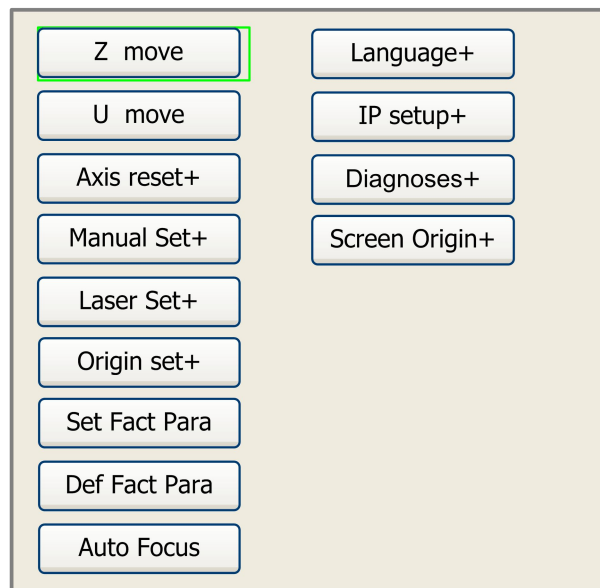 Z move
U move
Axis reset+
Manual Set+
Laser Set+
Origin set+
Set Fact Para
Def Fact Para
Auto Focus
Language+
IP setup+
Diagnoses+
Screen Origin+